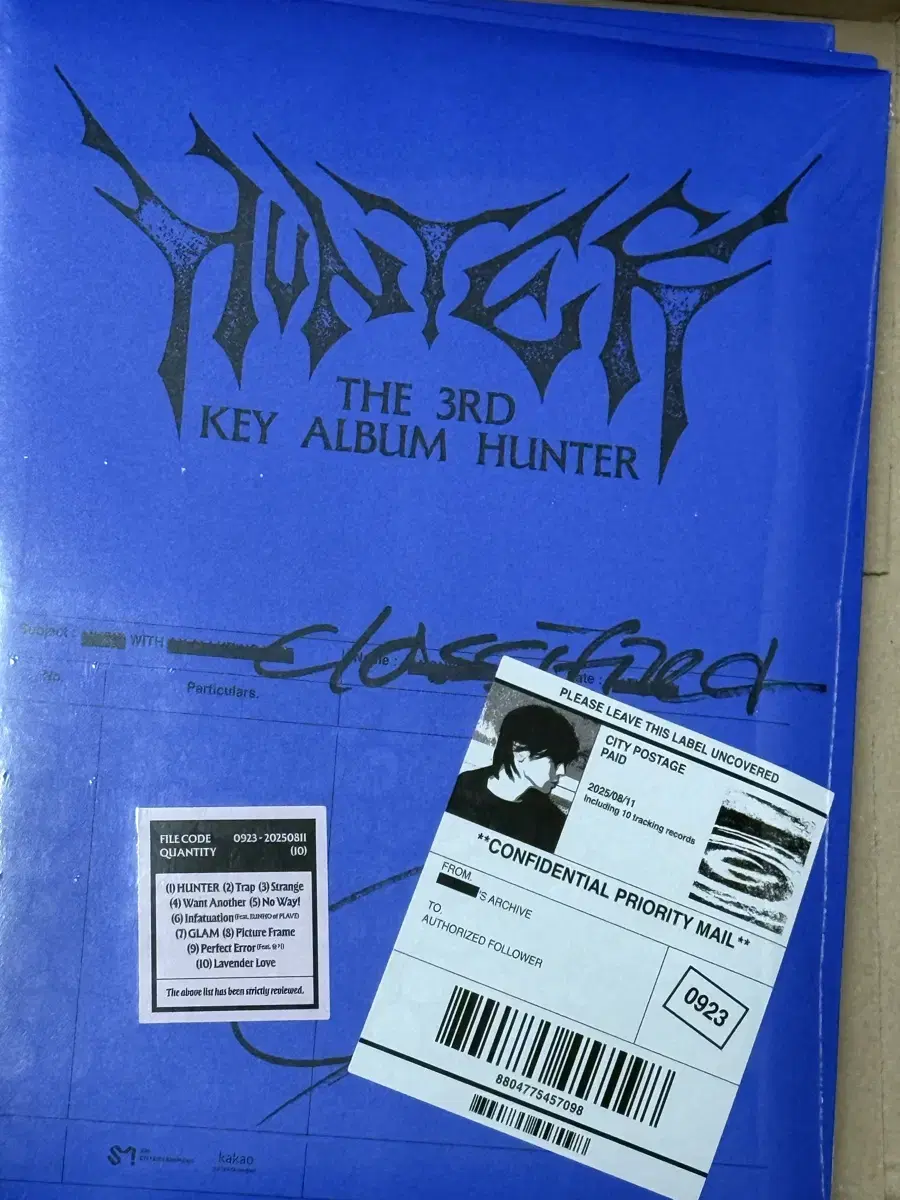 HUNTER
THE 3RD
KEY ALBUM HUNTER
Classified
Subject : WITH
No.
Particulars.
PLEASE LEAVE THIS LABEL UNCOVERED
CITY POSTAGE
PAID
2025/08/11
Including 10 tracking records
**CONFIDENTIAL PRIORITY MAIL**
FROM.
'S ARCHIVE
TO.
AUTHORIZED FOLLOWER
0923
8804775457098
FILE CODE 0923-20250811
QUANTITY (10)
(1) HUNTER (2) Trap (3) Strange
(4) Want Another (5) No Way!
(6) Infatuation (Feat. EUNHO of PLAVE)
(7) GLAM (8) Picture Frame
(9) Perfect Error (Feat. 슬기)
(10) Lavender Love
The above list has been strictly reviewed.
SM
kakao